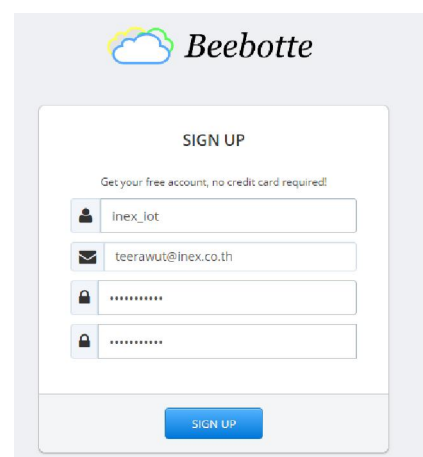 Beebotte
SIGN UP
Get your free account, no credit card required!
inex_iot
teerawut@inex.co.th
•••••••••••
•••••••••••
SIGN UP